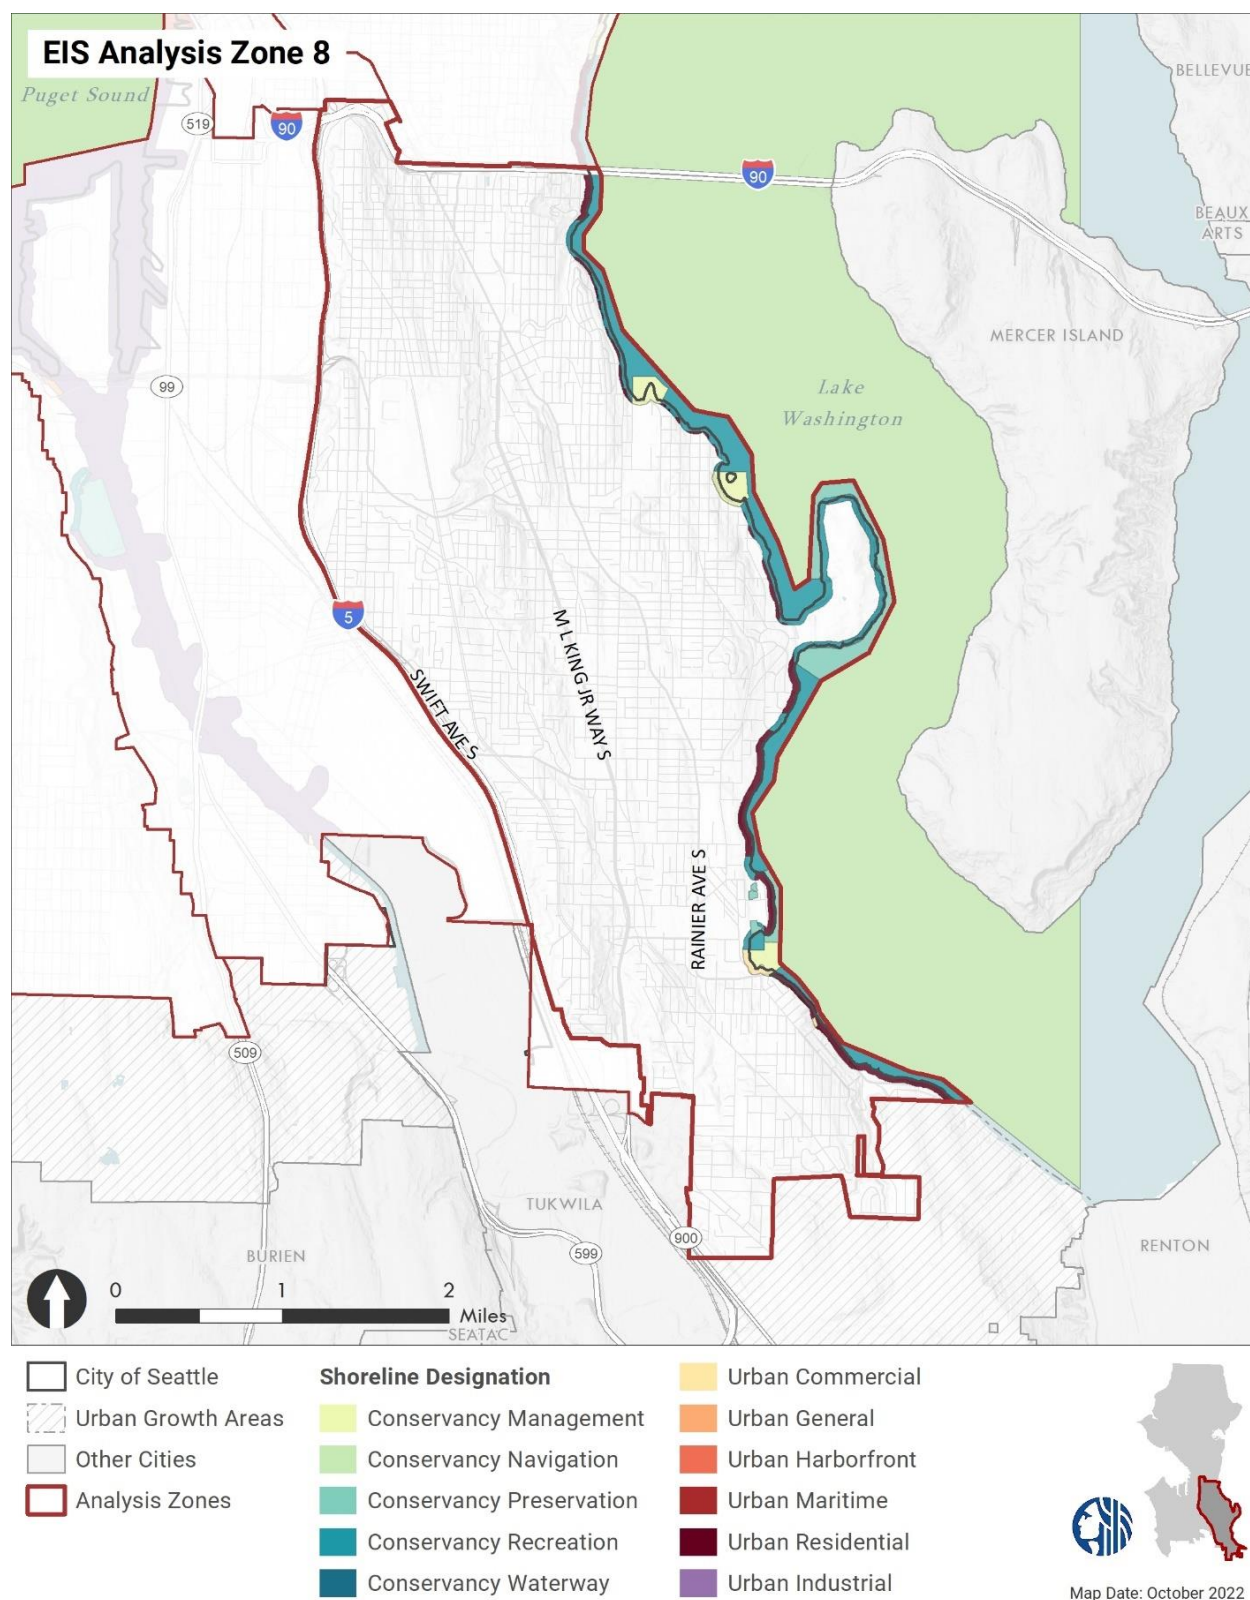 EIS Analysis Zone 8
Puget Sound
BELLEVUE
519
90
90
BEAUX
ARTS
MERCER ISLAND
99
Lake
Washington
5
M L KING JR WAY S
SWIFT AVE S
RAINIER AVE S
509
TUKWILA
900
BURIEN
599
RENTON
0 1 2
Miles
SEATAC
City of Seattle
Urban Growth Areas
Other Cities
Analysis Zones
Shoreline Designation
Conservancy Management
Conservancy Navigation
Conservancy Preservation
Conservancy Recreation
Conservancy Waterway
Urban Commercial
Urban General
Urban Harborfront
Urban Maritime
Urban Residential
Urban Industrial
Map Date: October 2022